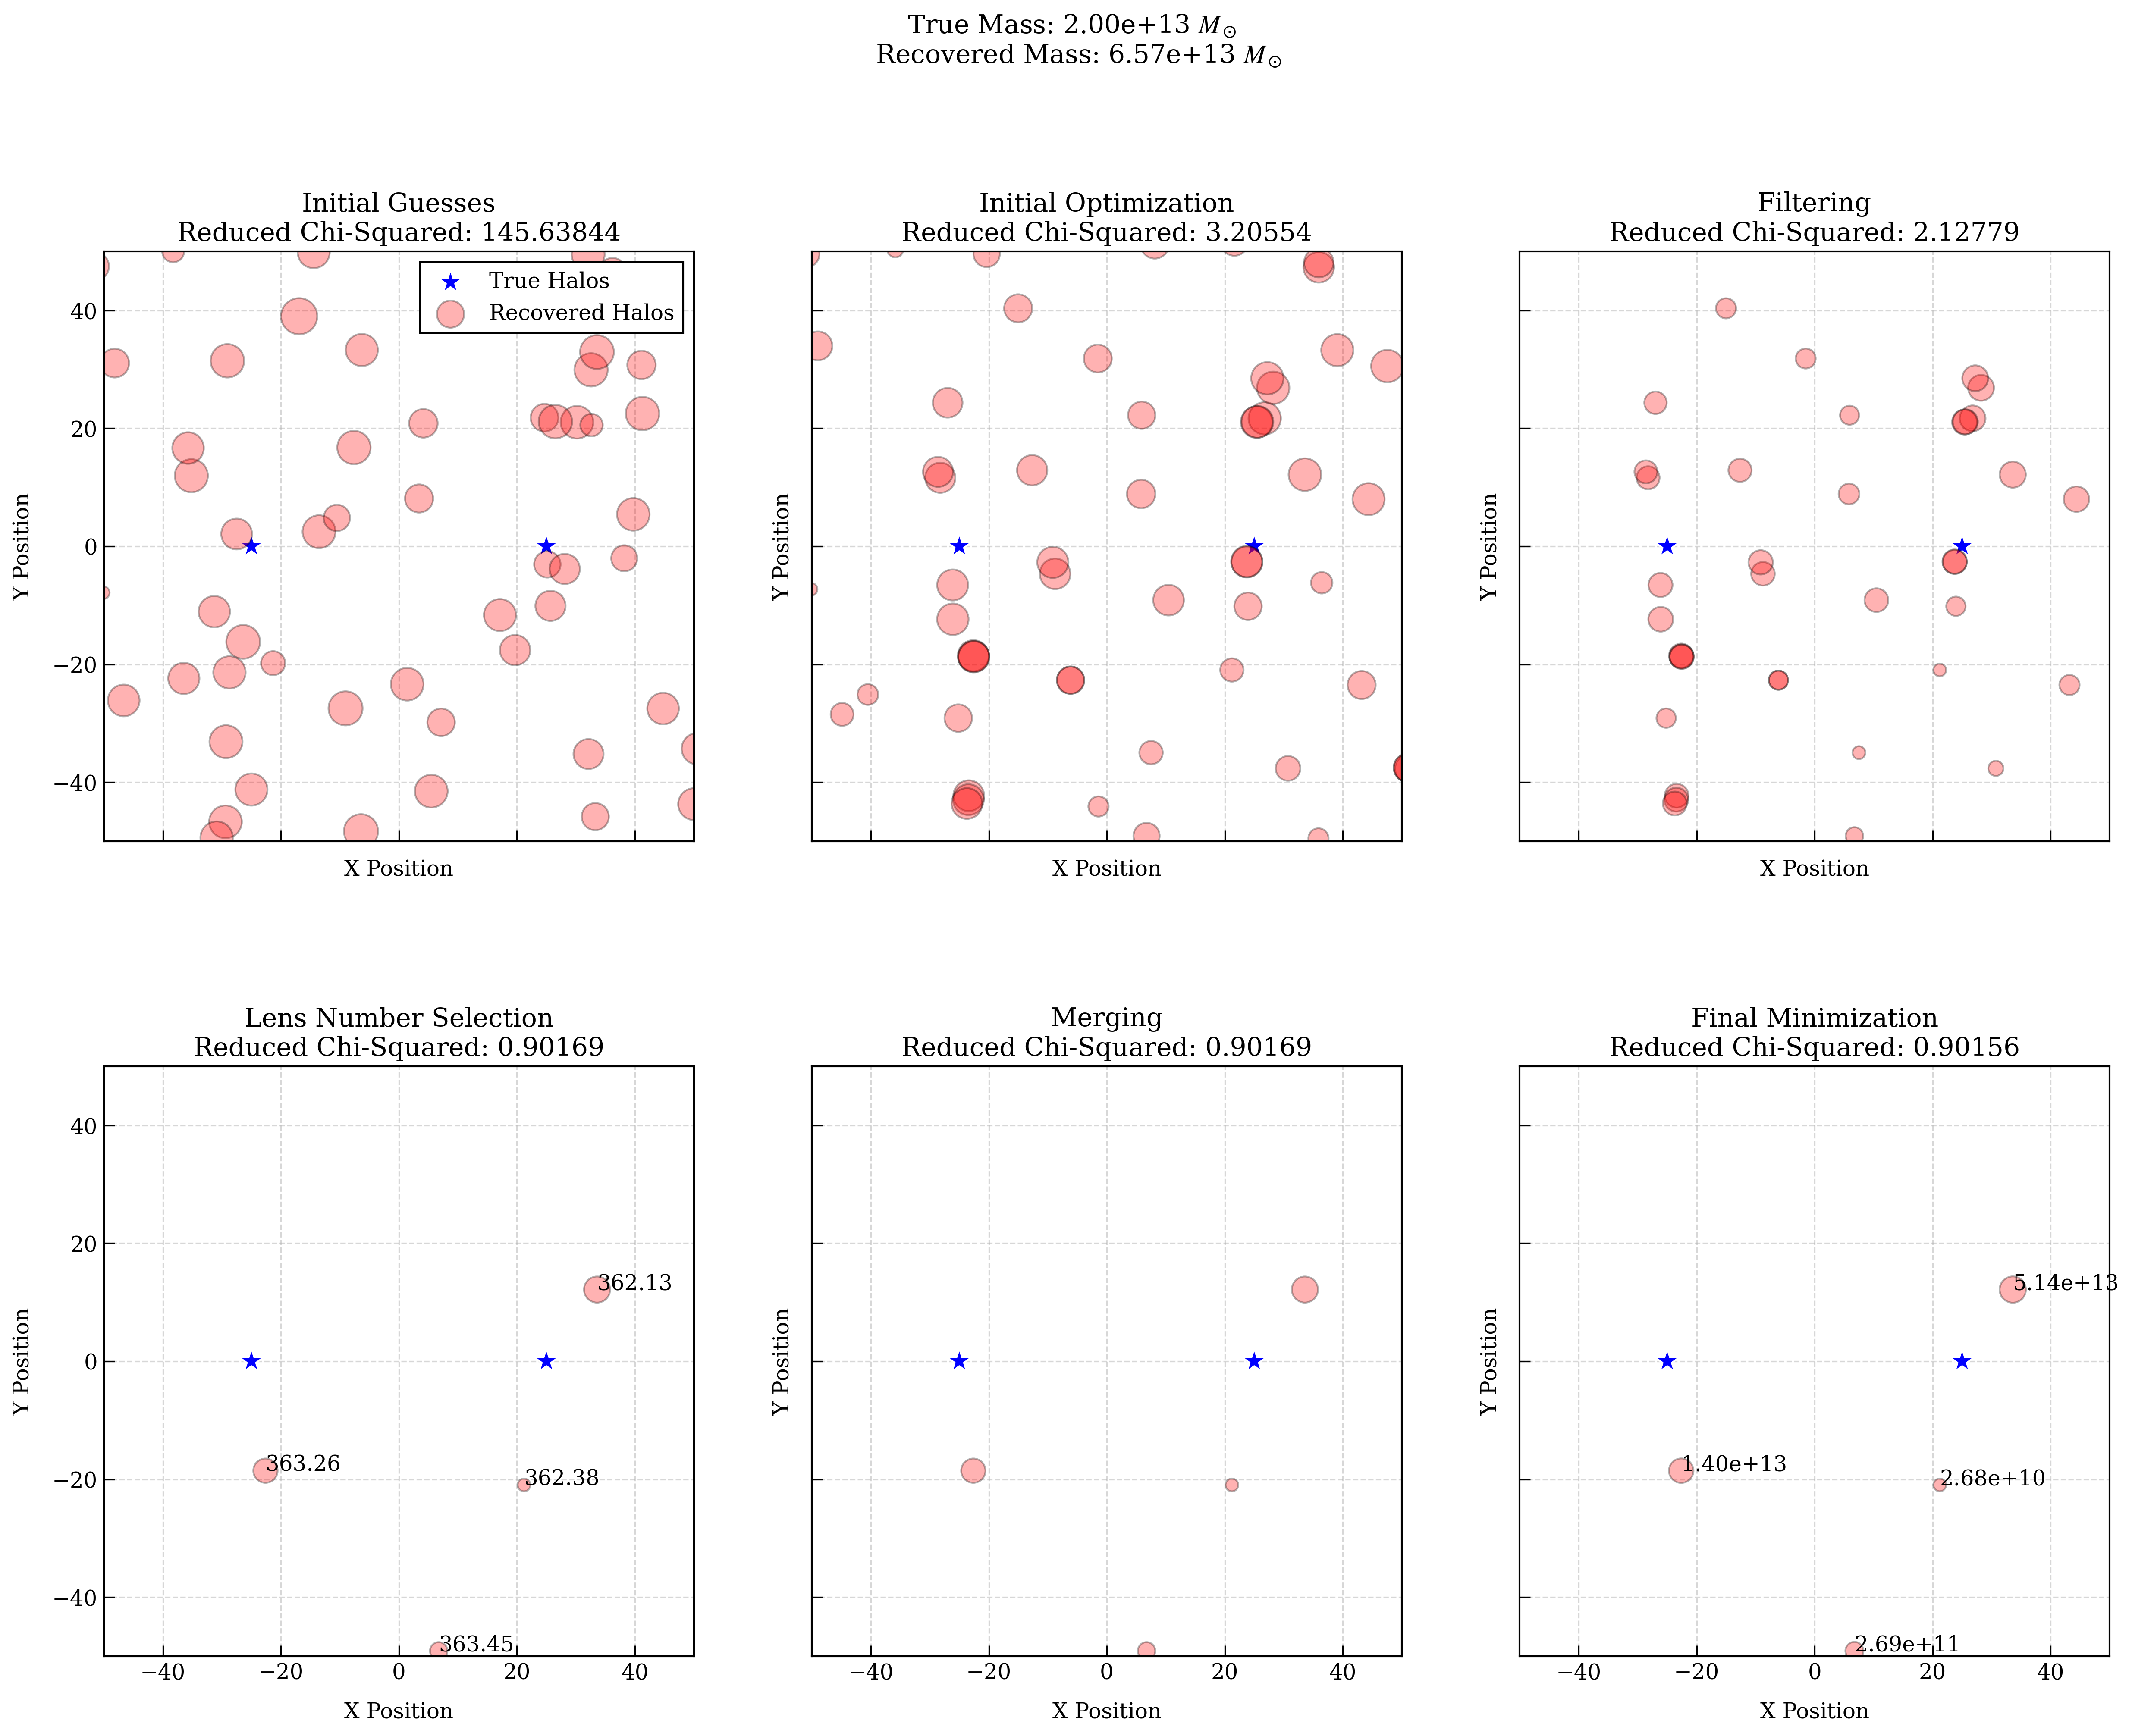 True Mass: 2.00e+13 M⊙
Recovered Mass: 6.57e+13 M⊙
Initial Guesses
Reduced Chi-Squared: 145.63844
True Halos
Recovered Halos
40
20
0
−20
−40
Y Position
X Position
Initial Optimization
Reduced Chi-Squared: 3.20554
Y Position
X Position
Filtering
Reduced Chi-Squared: 2.12779
Y Position
X Position
Lens Number Selection
Reduced Chi-Squared: 0.90169
362.13
363.26
362.38
363.45
40
20
0
−20
−40
Y Position
−40 −20 0 20 40
X Position
Merging
Reduced Chi-Squared: 0.90169
Y Position
−40 −20 0 20 40
X Position
Final Minimization
Reduced Chi-Squared: 0.90156
5.14e+13
1.40e+13
2.68e+10
2.69e+11
Y Position
−40 −20 0 20 40
X Position